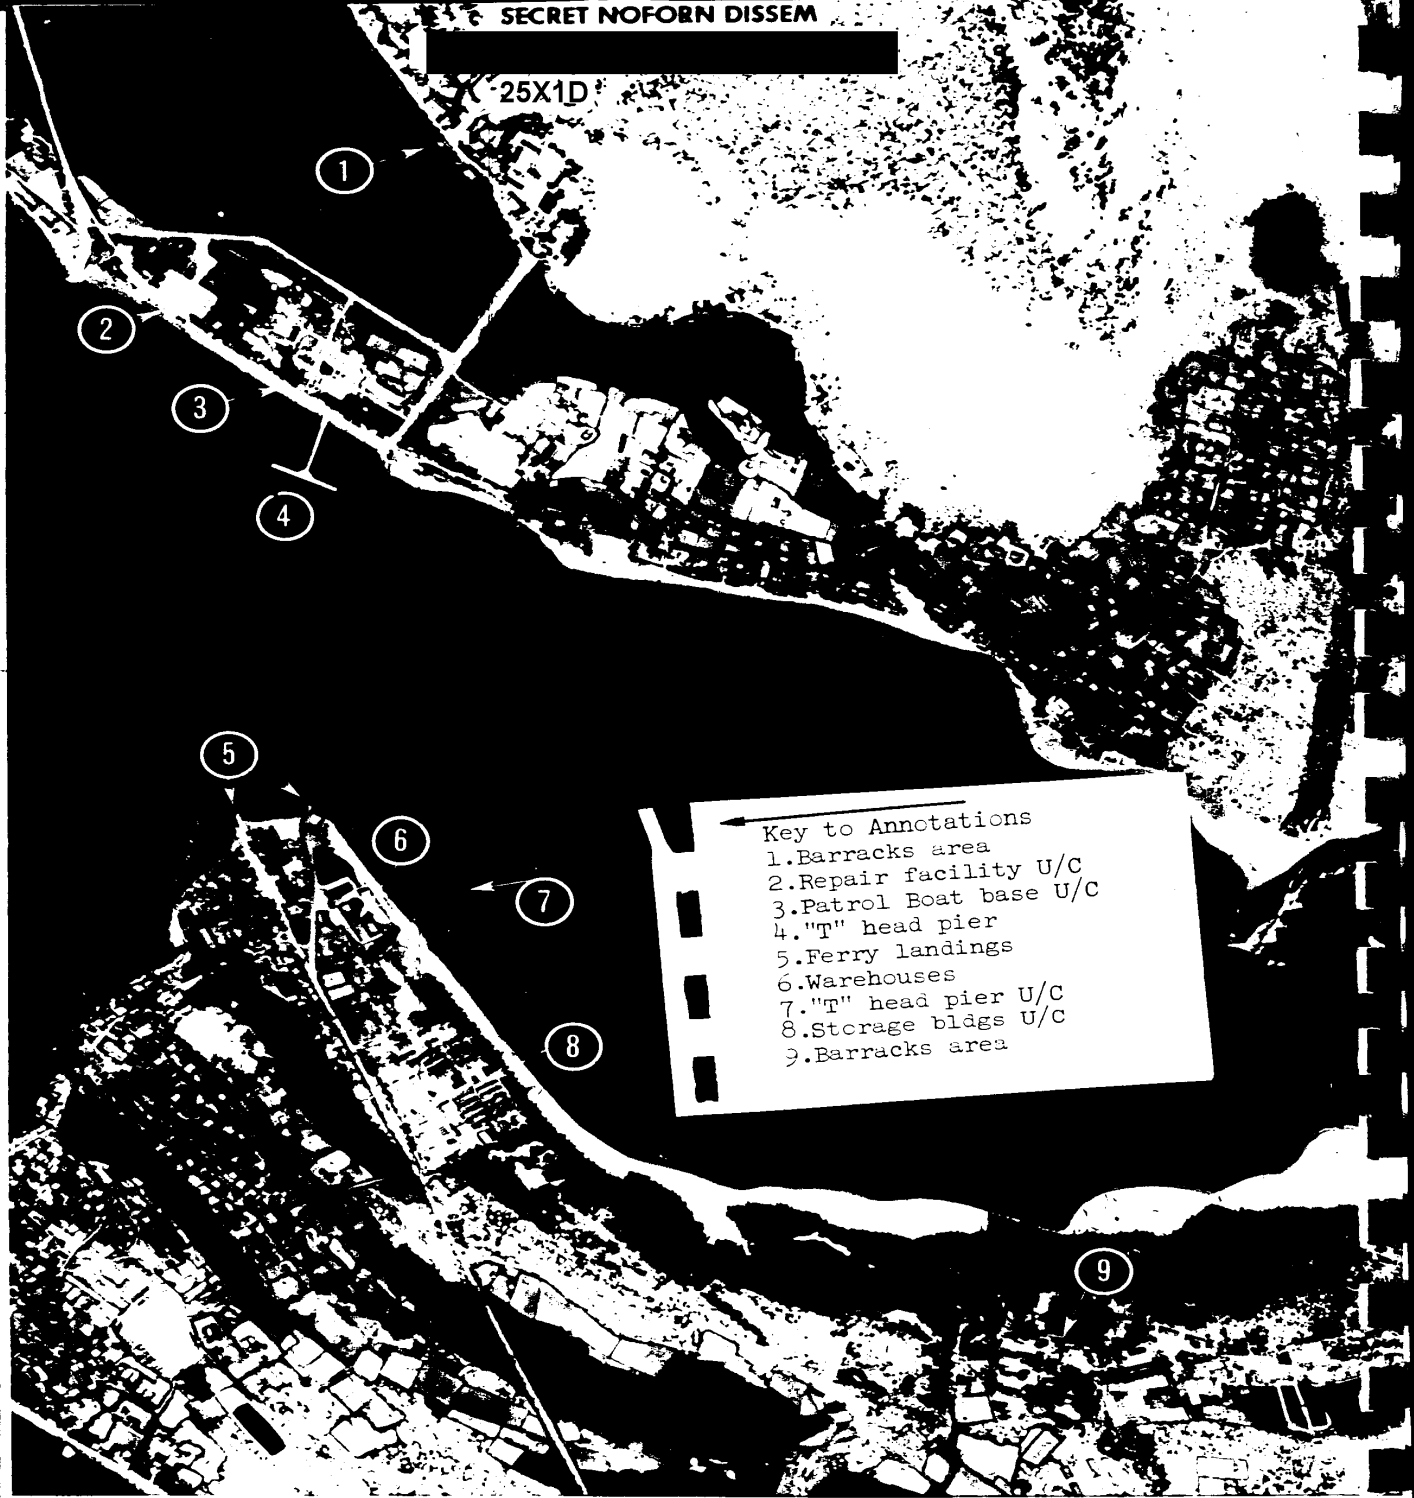 SECRET NOFORN DISSEM
25X1D
1
2
3
4
5
6
7
8
9
Key to Annotations
1.Barracks area
2.Repair facility U/C
3.Patrol Boat base U/C
4."T" head pier
5.Ferry landings
6.Warehouses
7."T" head pier U/C
8.Storage bldgs U/C
9.Barracks area